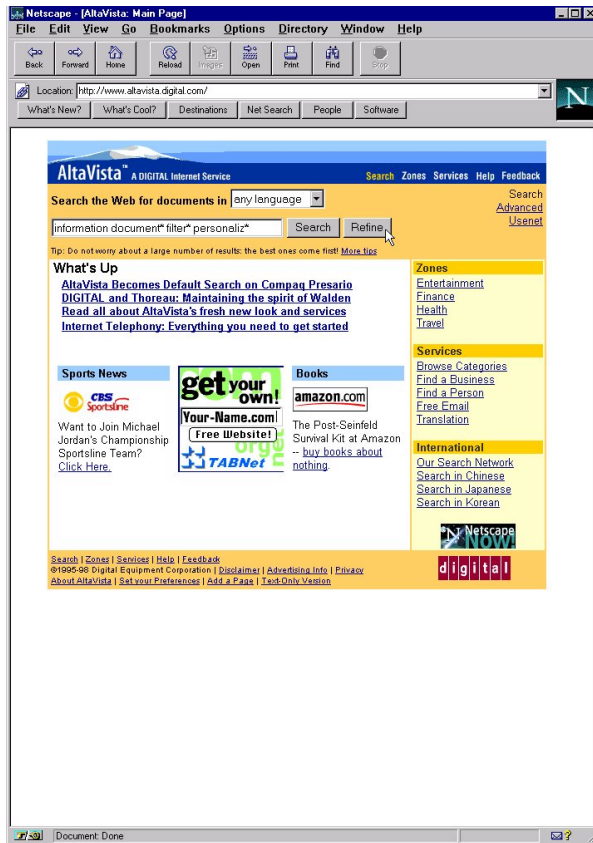 Netscape - [AltaVista: Main Page]
File Edit View Go Bookmarks Options Directory Window Help
Back Forward Home Reload Images Open Print Find Stop
Location: http://www.altavista.digital.com/
N
What's New? What's Cool? Destinations Net Search People Software
AltaVista™ A DIGITAL Internet Service Search Zones Services Help Feedback
Search the Web for documents in any language
Search
Advanced
Usenet
information document* filter* personaliz* Search Refine
Tip: Do not worry about a large number of results: the best ones come first! More tips
What's Up
AltaVista Becomes Default Search on Compaq Presario
DIGITAL and Thoreau: Maintaining the spirit of Walden
Read all about AltaVista's fresh new look and services
Internet Telephony: Everything you need to get started
Sports News
CBS
Sportsline
Want to Join Michael
Jordan's Championship
Sportsline Team?
Click Here.
get your
own!
Your-Name.com
Free Website!
TABNet
Books
amazon.com
The Post-Seinfeld
Survival Kit at Amazon
-- buy books about
nothing.
Zones
Entertainment
Finance
Health
Travel
Services
Browse Categories
Find a Business
Find a Person
Free Email
Translation
International
Our Search Network
Search in Chinese
Search in Japanese
Search in Korean
N Netscape
NOW!
digital
Search | Zones | Services | Help | Feedback
©1995-98 Digital Equipment Corporation | Disclaimer | Advertising Info | Privacy
About AltaVista | Set your Preferences | Add a Page | Text-Only Version
Document: Done